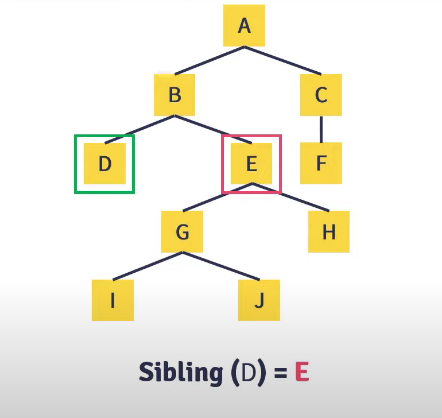 A
B C
D E F
G H
I J
Sibling (D) = E